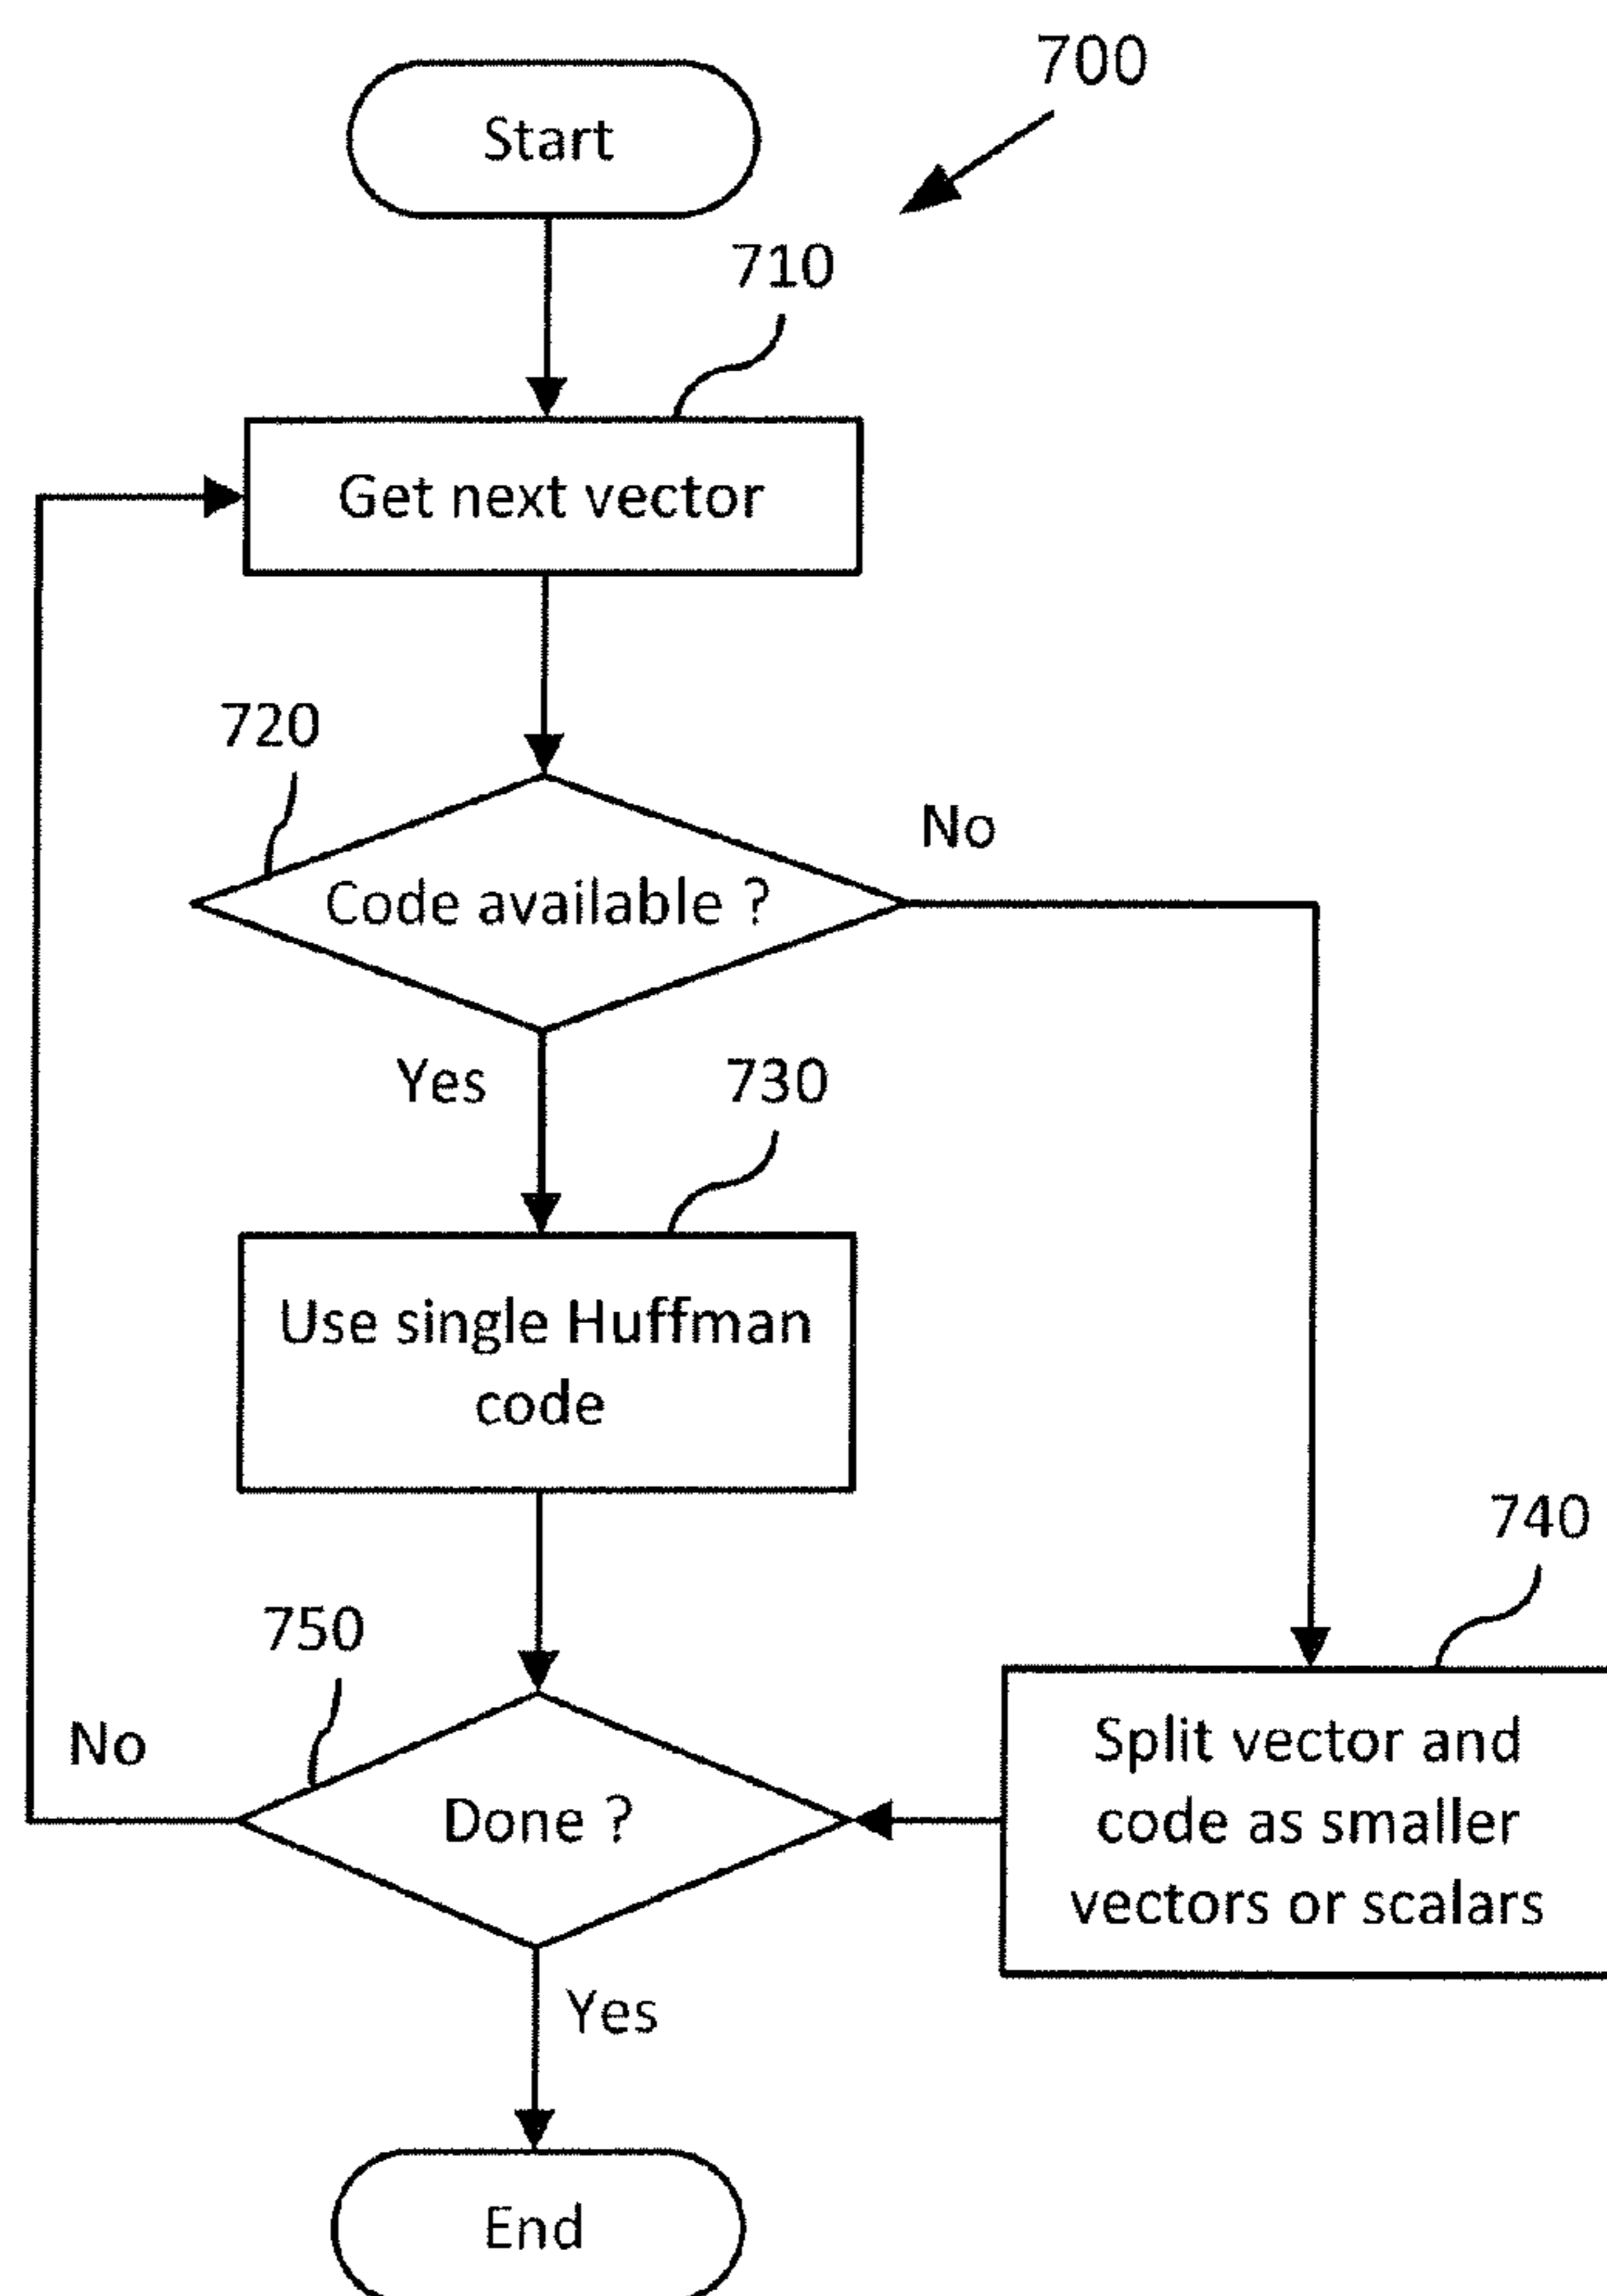 700
Start
710
Get next vector
720
No
Code available ?
Yes
730
Use single Huffman
code
740
750
No
Done ?
Split vector and
code as smaller
vectors or scalars
Yes
End